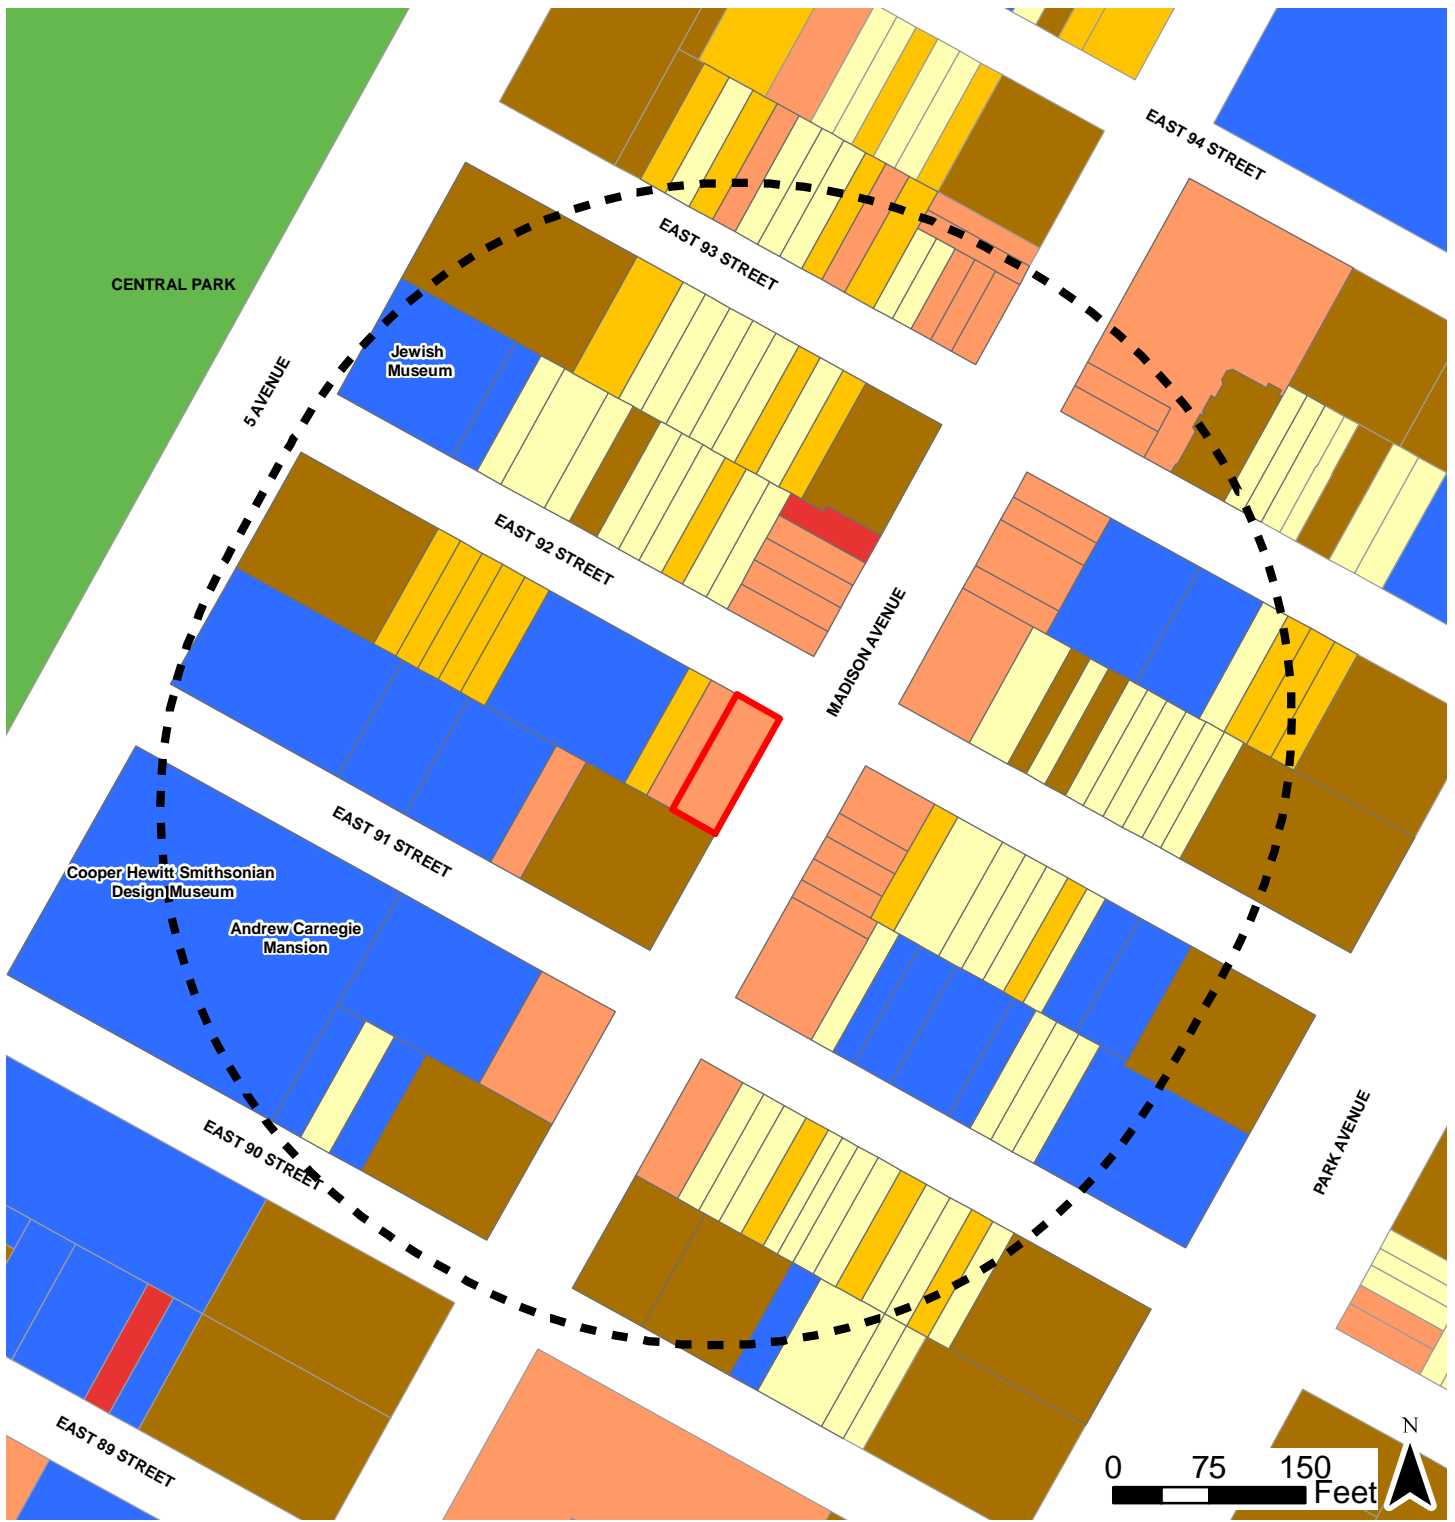 EAST 94 STREET
EAST 93 STREET
CENTRAL PARK
Jewish
Museum
5 AVENUE
EAST 92 STREET
MADISON AVENUE
EAST 91 STREET
Cooper Hewitt Smithsonian
Design Museum
Andrew Carnegie
Mansion
EAST 90 STREET
PARK AVENUE
EAST 89 STREET
N
0 75 150
Feet